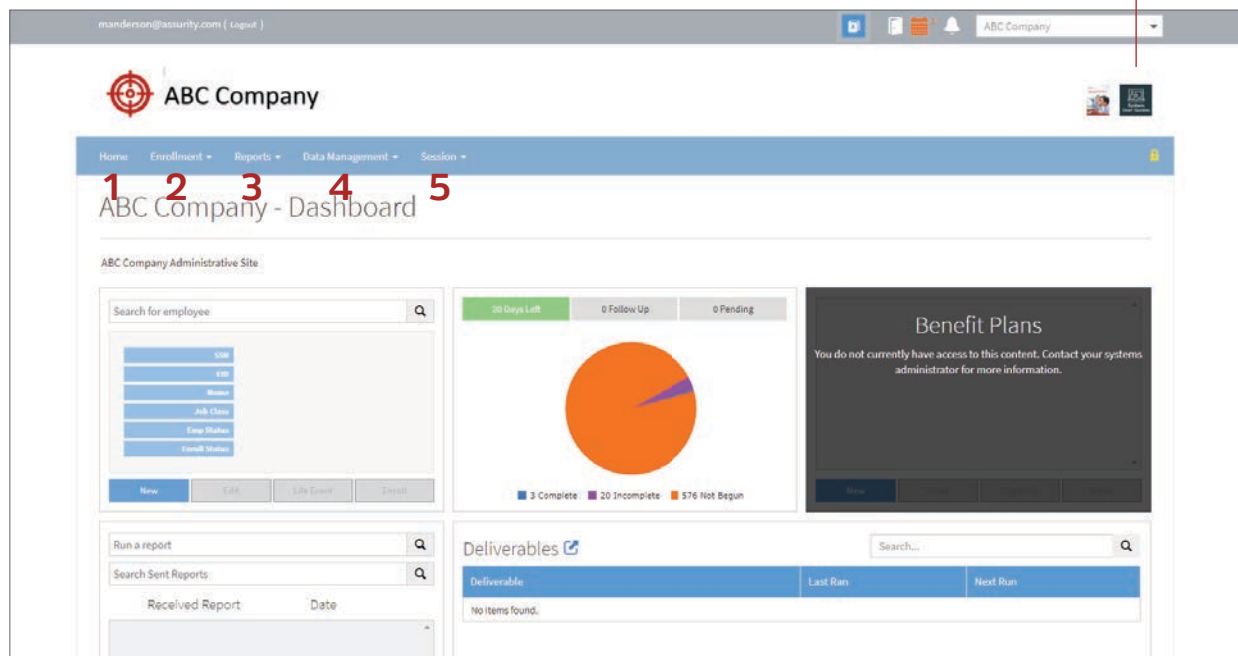 manderson@assurity.com ( Logout )
ABC Company
ABC Company
Home Enrollment Reports Data Management Session
1 2 3 4 5
ABC Company - Dashboard
ABC Company Administrative Site
Search for employee
SSN
EID
Name
Job Class
Emp Status
Enroll Status
New Edit Life Event Enroll
20 Days Left 0 Follow Up 0 Pending
3 Complete 20 Incomplete 576 Not Begun
Benefit Plans
You do not currently have access to this content. Contact your systems
administrator for more information.
New
Run a report
Search Sent Reports
Received Report Date
Deliverables
Search...
Deliverable Last Ran Next Run
No items found.